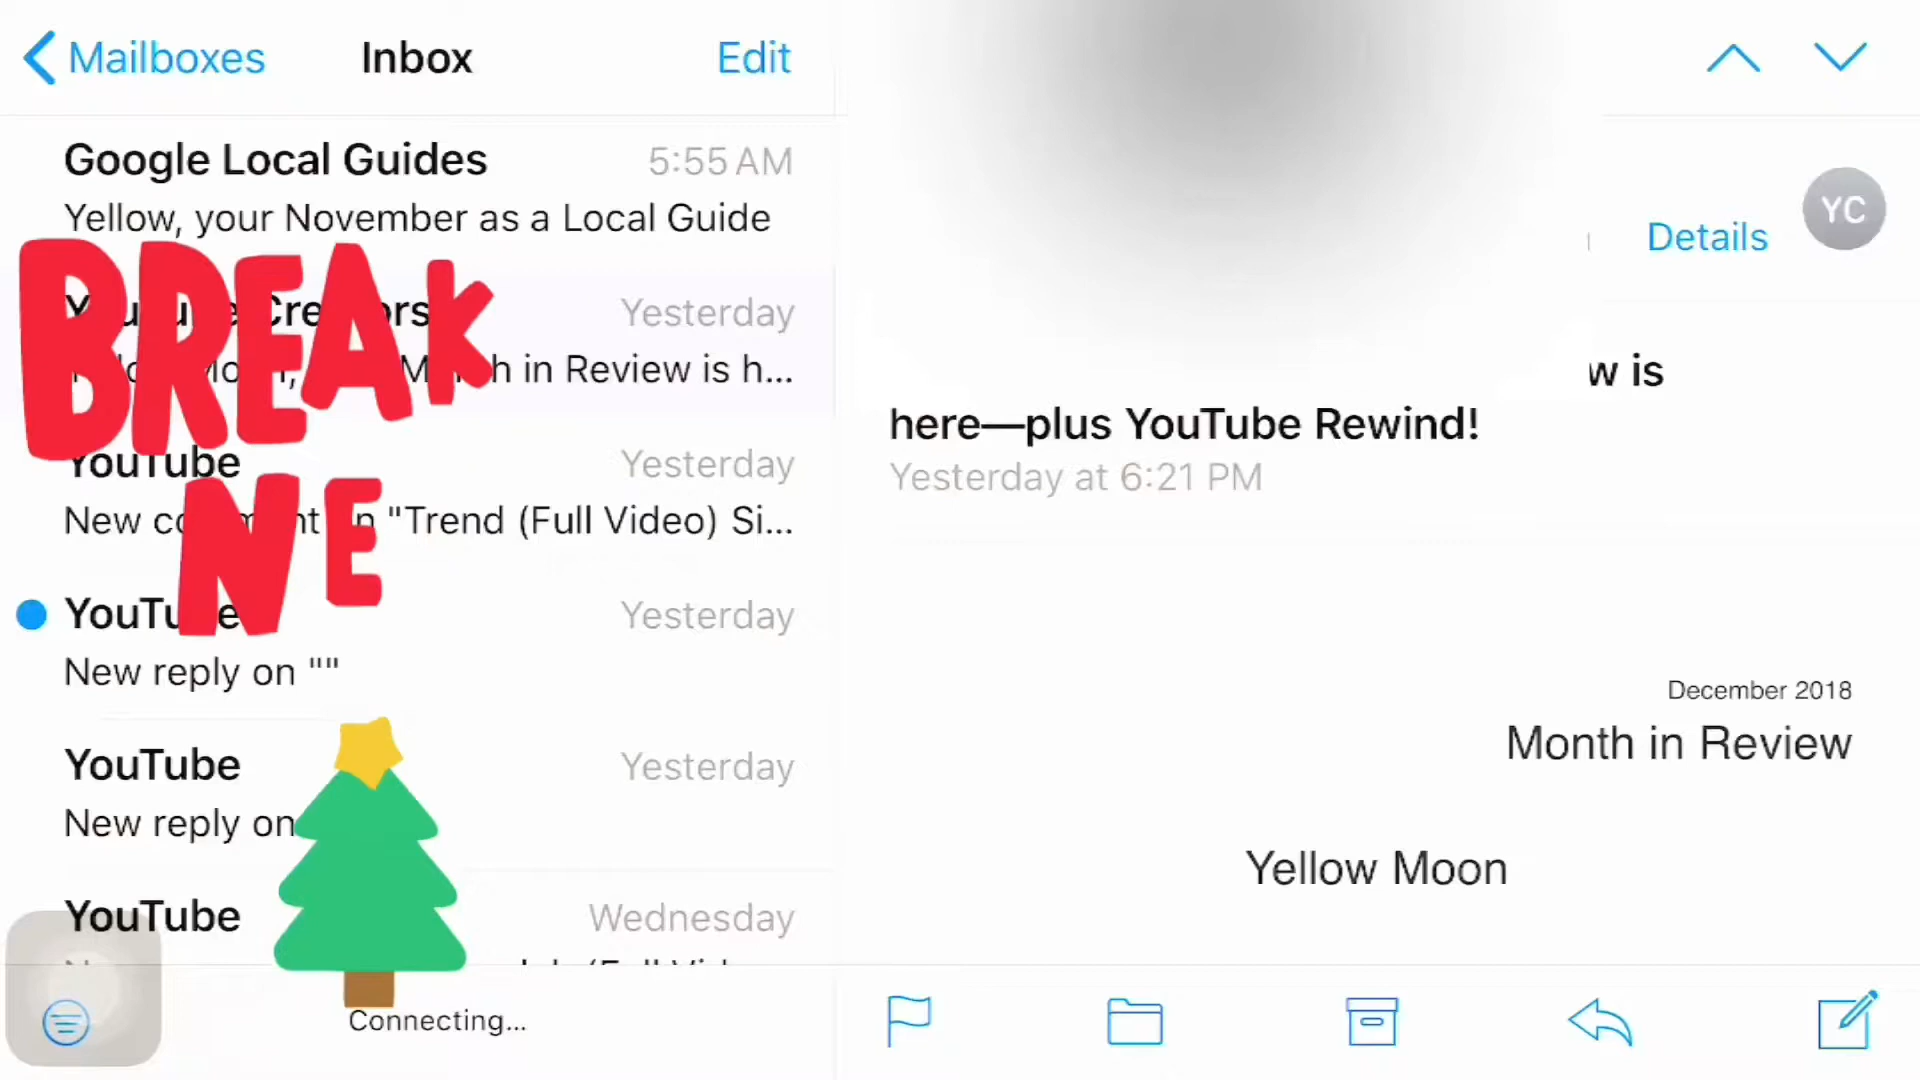 Mailboxes
Inbox
Edit
Google Local Guides
5:55 AM
Yellow, your November as a Local Guide
BREAK
Yesterday
in Review is h...
YouTube
Yesterday
NE
New "Trend (Full Video) Si...
YouTube
Yesterday
New reply on ""
YouTube
Yesterday
New reply on
YouTube
Wednesday
Connecting...
YC
Details
w is
here—plus YouTube Rewind!
Yesterday at 6:21 PM
December 2018
Month in Review
Yellow Moon